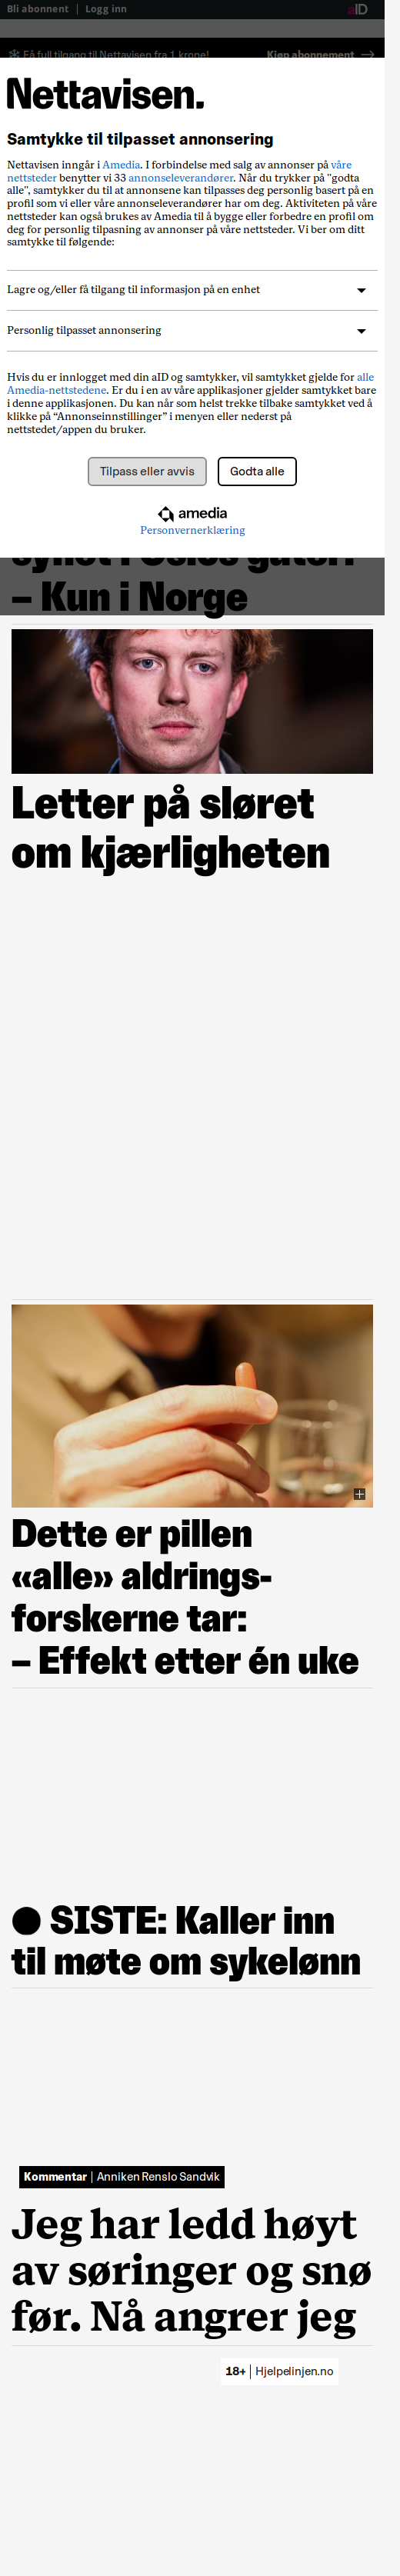 Bli abonnent | Logg inn
aID
Få full tilgang til Nettavisen fra 1 krone!
Kjøp abonnement
Nettavisen.
Samtykke til tilpasset annonsering
Nettavisen inngår i Amedia. I forbindelse med salg av annonser på våre
nettsteder benytter vi 33 annonseleverandører. Når du trykker på "godta
alle", samtykker du til at annonsene kan tilpasses deg personlig basert på en
profil som vi eller våre annonseleverandører har om deg. Aktiviteten på våre
nettsteder kan også brukes av Amedia til å bygge eller forbedre en profil om
deg for personlig tilpasning av annonser på våre nettsteder. Vi ber om ditt
samtykke til følgende:
Lagre og/eller få tilgang til informasjon på en enhet
Personlig tilpasset annonsering
Hvis du er innlogget med din aID og samtykker, vil samtykket gjelde for alle
Amedia-nettstedene. Er du i en av våre applikasjoner gjelder samtykket bare
i denne applikasjonen. Du kan når som helst trekke tilbake samtykket ved å
klikke på “Annonseinnstillinger” i menyen eller nederst på
nettstedet/appen du bruker.
Tilpass eller avvis
Godta alle
amedia
Personvernerklæring
synet i Oslos gater:
– Kun i Norge
Letter på sløret
om kjærligheten
Dette er pillen
«alle» aldrings-
forskerne tar:
– Effekt etter én uke
● SISTE: Kaller inn
til møte om sykelønn
Kommentar | Anniken Renslo Sandvik
Jeg har ledd høyt
av søringer og snø
før. Nå angrer jeg
18+ | Hjelpelinjen.no